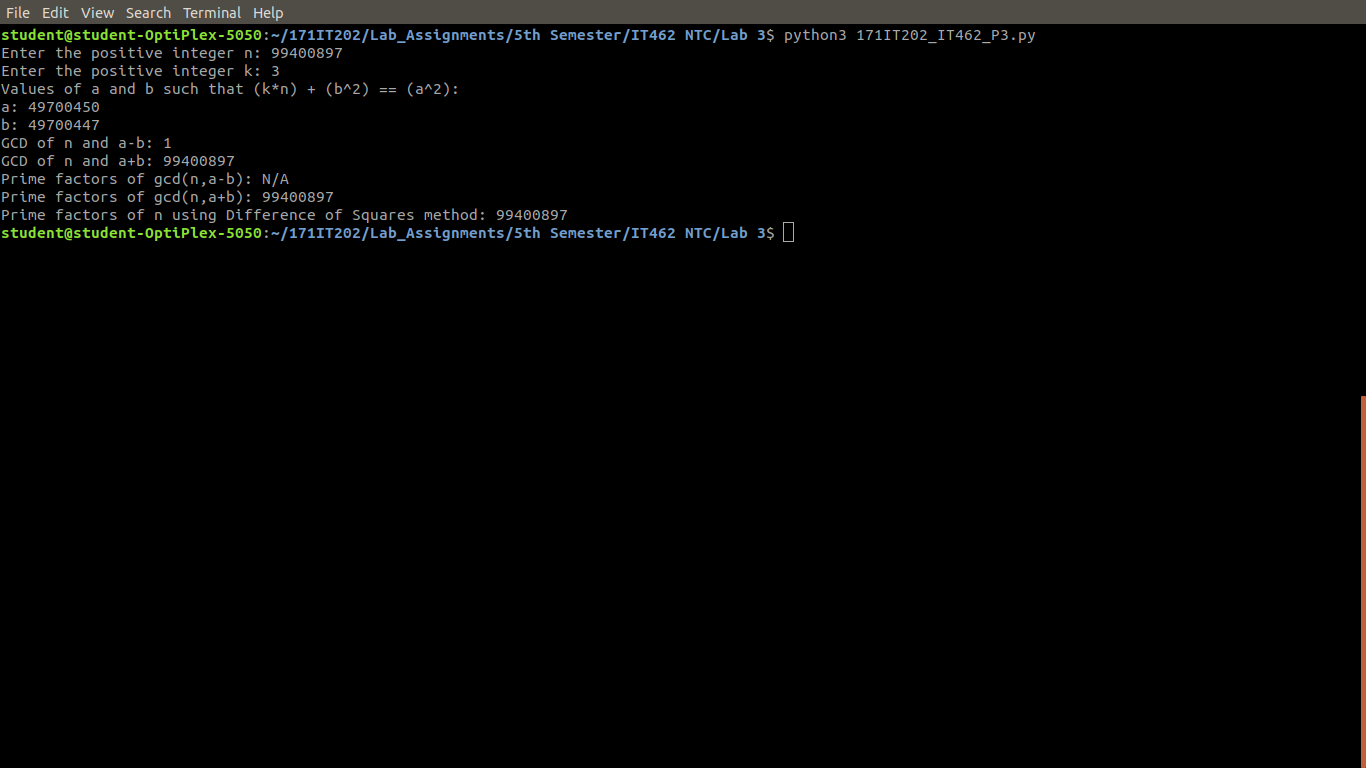 File Edit View Search Terminal Help
student@student-OptiPlex-5050:~/171IT202/Lab_Assignments/5th Semester/IT462 NTC/Lab 3$ python3 171IT202_IT462_P3.py
Enter the positive integer n: 99400897
Enter the positive integer k: 3
Values of a and b such that (k*n) + (b^2) == (a^2):
a: 49700450
b: 49700447
GCD of n and a-b: 1
GCD of n and a+b: 99400897
Prime factors of gcd(n,a-b): N/A
Prime factors of gcd(n,a+b): 99400897
Prime factors of n using Difference of Squares method: 99400897
student@student-OptiPlex-5050:~/171IT202/Lab_Assignments/5th Semester/IT462 NTC/Lab 3$